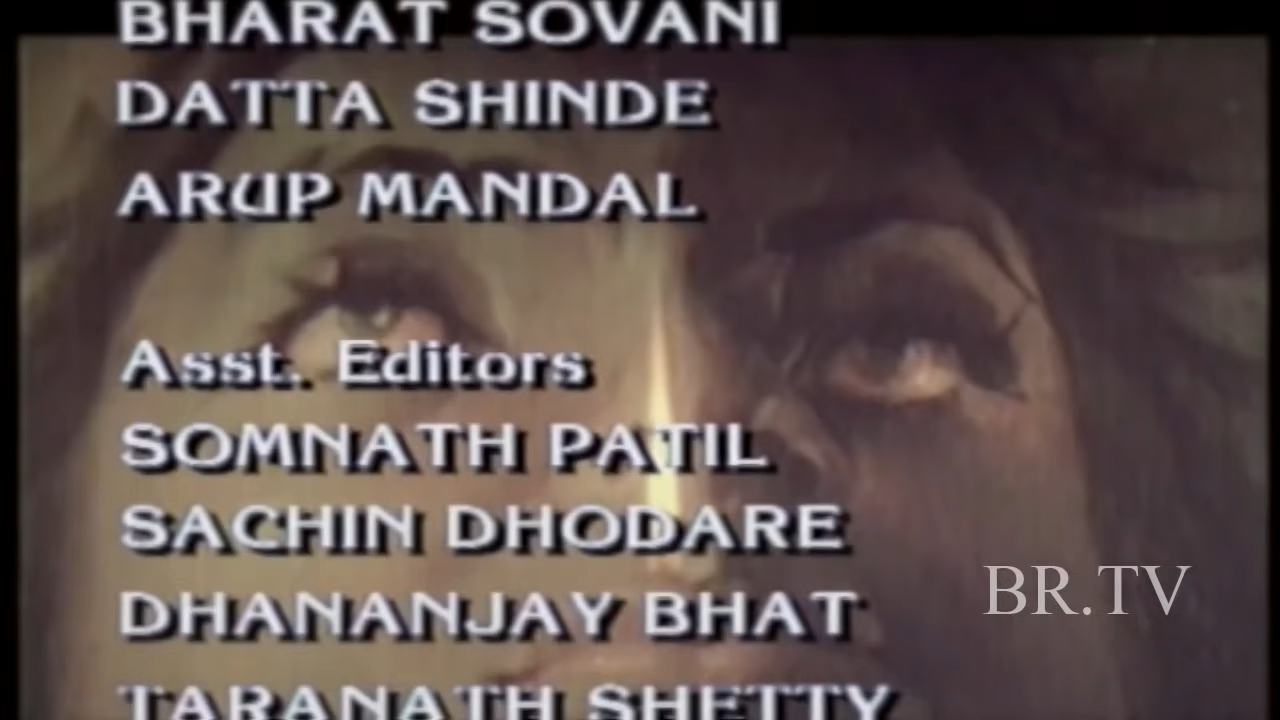 BHARAT SOVANI
DATTA SHINDE
ARUP MANDAL
Asst. Editors
SOMNATH PATIL
SACHIN DHODARE
DHANANJAY BHAT
BR.TV
TARANATH SHETTY